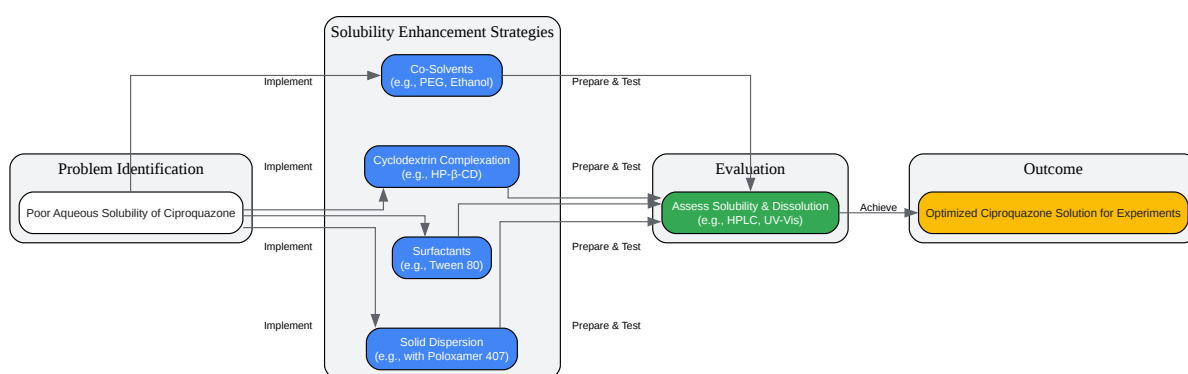 Solubility Enhancement Strategies
Co-Solvents
(e.g., PEG, Ethanol)
Implement
Prepare & Test
Problem Identification
Poor Aqueous Solubility of Ciproquazone
Implement
Cyclodextrin Complexation
(e.g., HP-β-CD)
Prepare & Test
Evaluation
Assess Solubility & Dissolution
(e.g., HPLC, UV-Vis)
Achieve
Outcome
Optimized Ciproquazone Solution for Experiments
Implement
Surfactants
(e.g., Tween 80)
Prepare & Test
Implement
Solid Dispersion
(e.g., with Poloxamer 407)
Prepare & Test